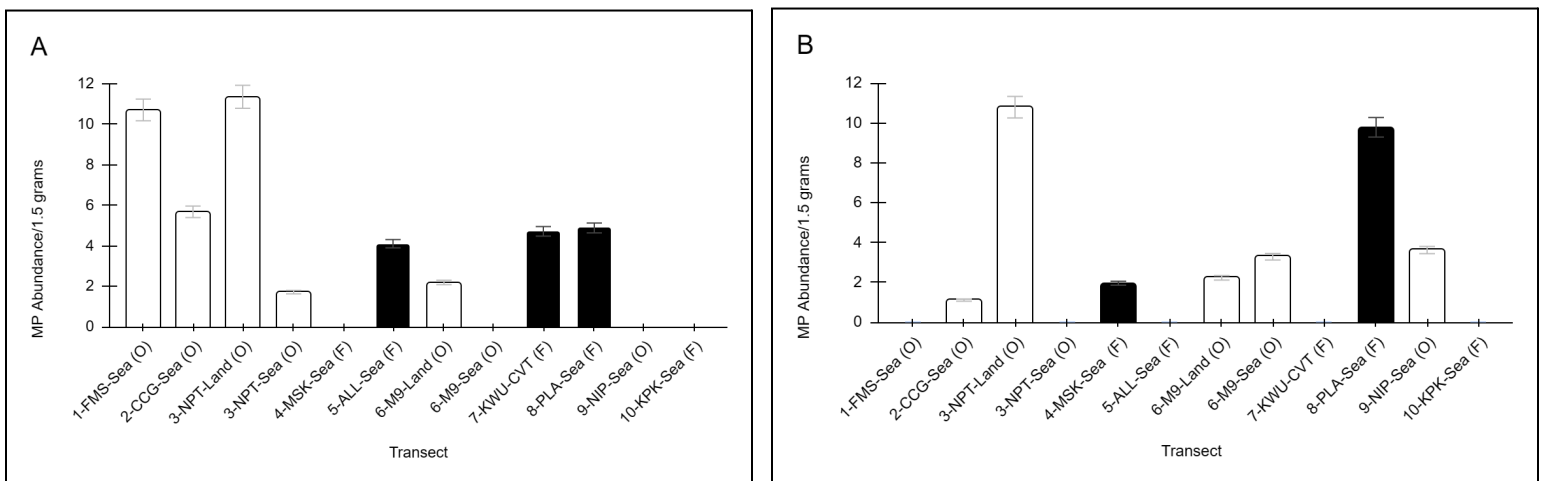 A
12
10
8
6
4
2
0
MP Abundance/1.5 grams
1-FMS-Sea (O)
2-CCG-Sea (O)
3-NPT-Land (O)
3-NPT-Sea (O)
4-MSK-Sea (F)
5-ALL-Sea (F)
6-M9-Land (O)
6-M9-Sea (O)
7-KWU-CVT (F)
8-PLA-Sea (F)
9-NIP-Sea (O)
10-KPK-Sea (F)
Transect
B
12
10
8
6
4
2
0
MP Abundance/1.5 grams
1-FMS-Sea (O)
2-CCG-Sea (O)
3-NPT-Land (O)
3-NPT-Sea (O)
4-MSK-Sea (F)
5-ALL-Sea (F)
6-M9-Land (O)
6-M9-Sea (O)
7-KWU-CVT (F)
8-PLA-Sea (F)
9-NIP-Sea (O)
10-KPK-Sea (F)
Transect